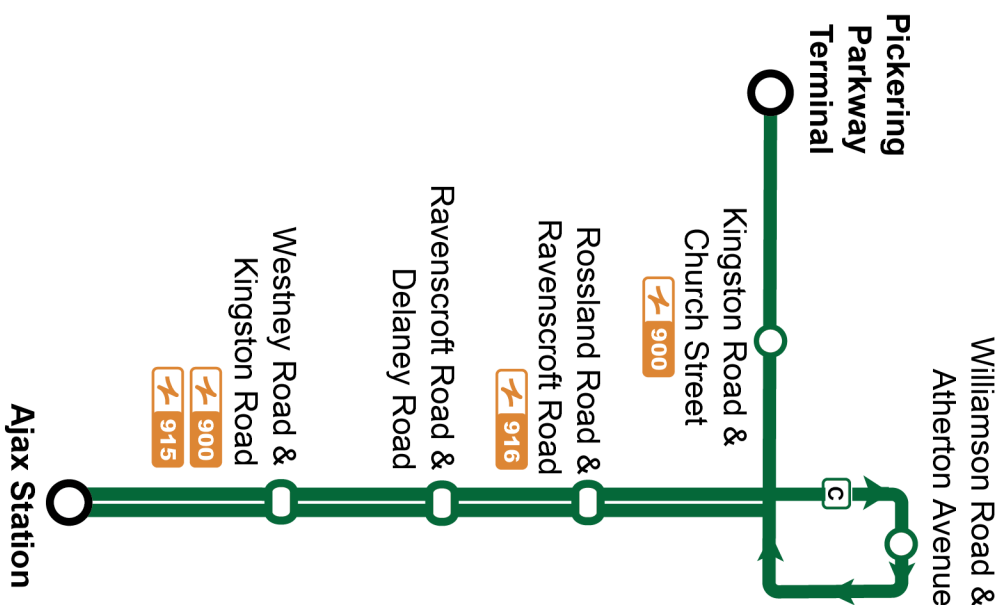 Pickering
Parkway
Terminal
Kingston Road &
Church Street
900
Williamson Road &
Atherton Avenue
C
Rossland Road &
Ravenscroft Road
916
Ravenscroft Road &
Delaney Road
Westney Road &
Kingston Road
900
915
Ajax Station